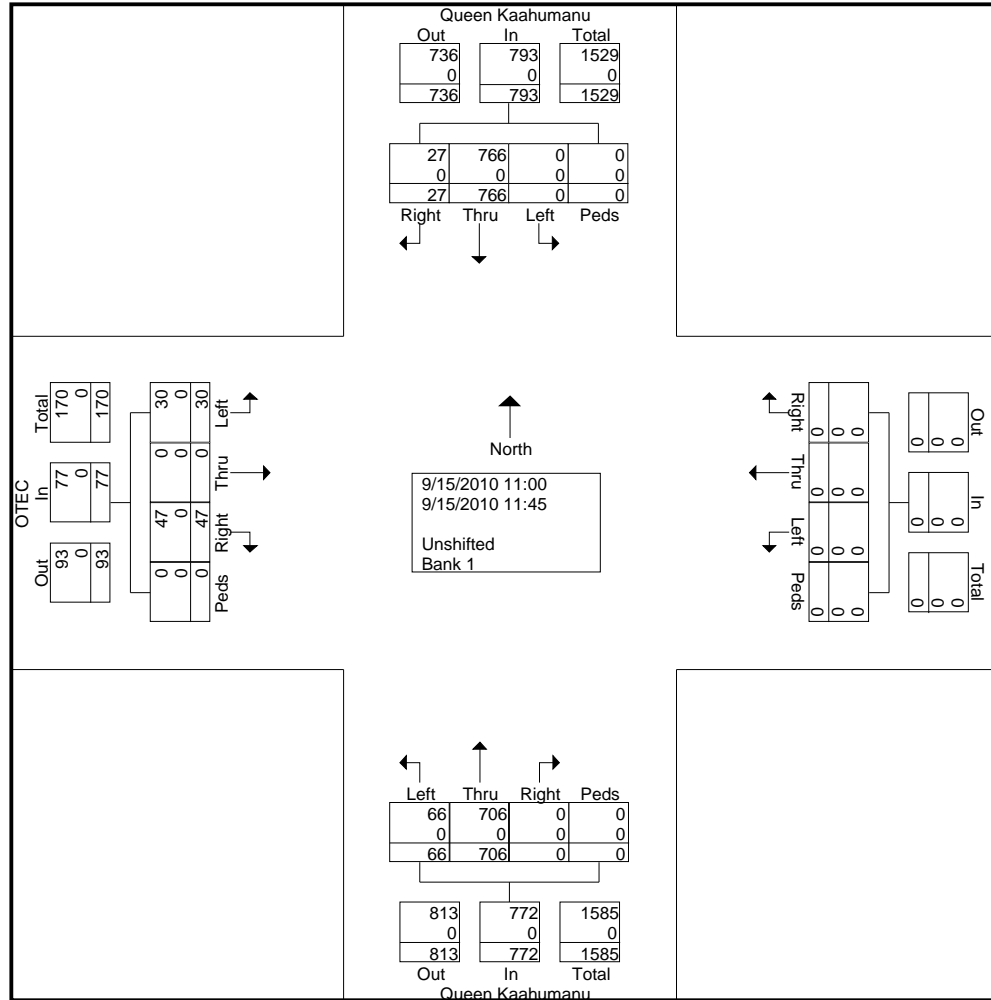 Queen Kaahumanu
Out In Total
736 793 1529
0 0 0
736 793 1529
27 766 0 0
0 0 0 0
27 766 0 0
Right Thru Left Peds
OTEC
Total In Out
170 77 93
0 0 0
170 77 93
30 0 47 0
0 0 0 0
30 0 47 0
Left Thru Right Peds
North
9/15/2010 11:00
9/15/2010 11:45
Unshifted
Bank 1
Right Thru Left Peds
0 0 0 0
0 0 0 0
0 0 0 0
Out In Total
0 0 0
0 0 0
0 0 0
Left Thru Right Peds
66 706 0 0
0 0 0 0
66 706 0 0
813 772 1585
0 0 0
813 772 1585
Out In Total
Queen Kaahumanu